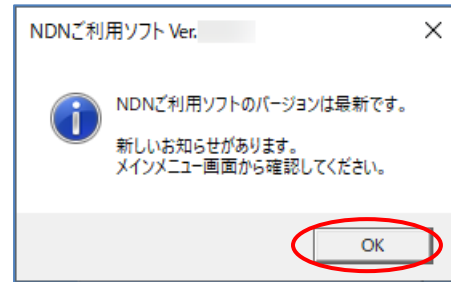 NDNご利用ソフト Ver.
NDNご利用ソフトのバージョンは最新です。
新しいお知らせがあります。
メインメニュー画面から確認してください。
OK